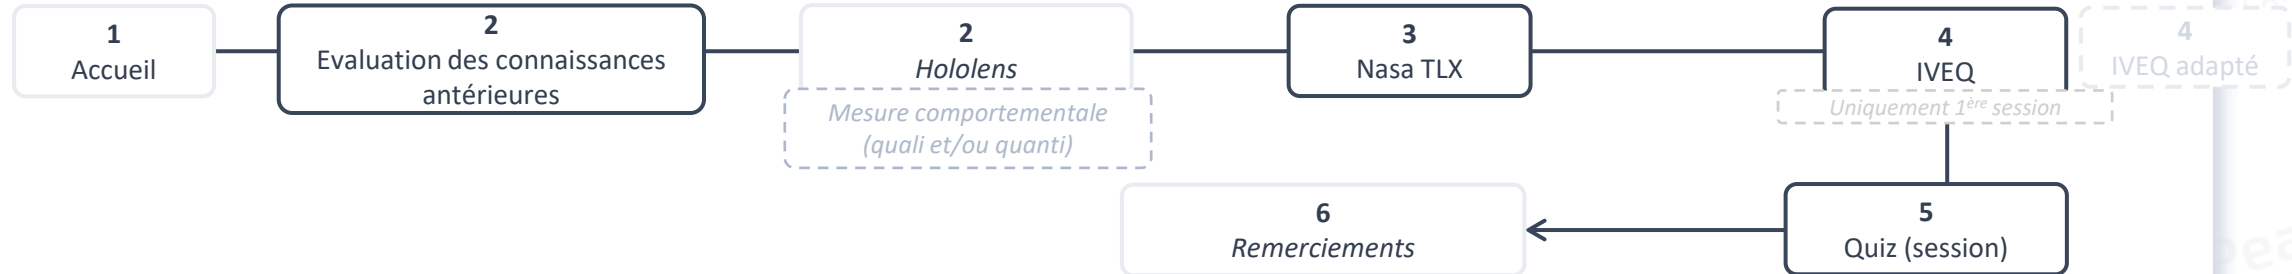 1
Accueil
2
Evaluation des connaissances
antérieures
2
Hololens
Mesure comportementale
(quali et/ou quanti)
3
Nasa TLX
4
IVEQ
Uniquement 1ère session
4
IVEQ adapté
5
Quiz (session)
6
Remerciements